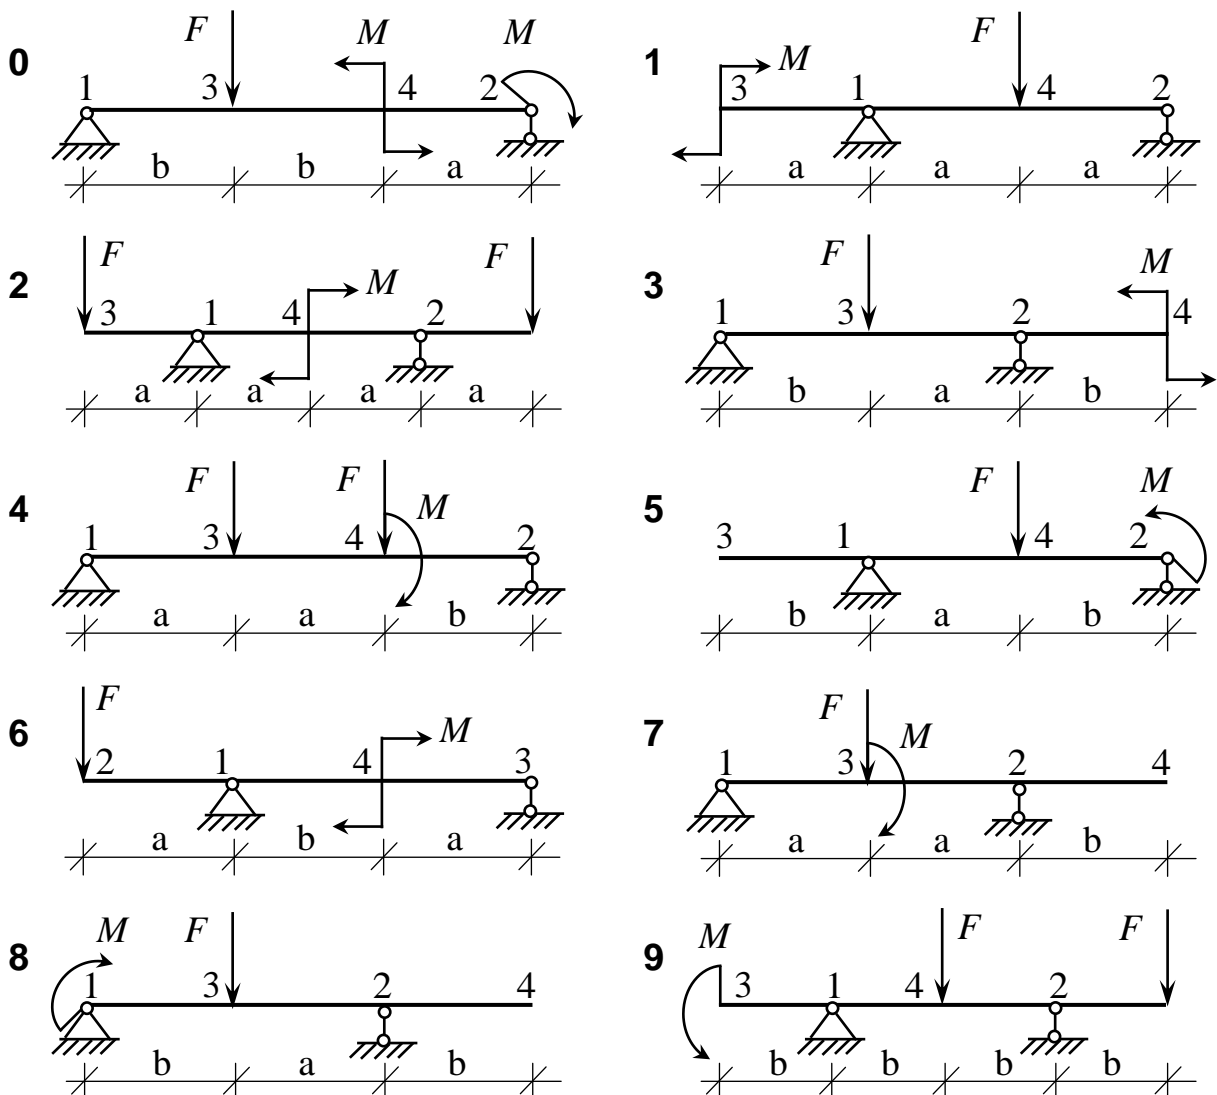 0 F M M
1 3 4 2
b b a
1 M F
3 1 4 2
a a a
2 F M F
3 1 4 2
a a a a
3 F M
1 3 2 4
b a b
4 F F M
1 3 4 2
a a b
5 F M
3 1 4 2
b a b
6 F M
2 1 4 3
a b a
7 F M
1 3 2 4
a a b
8 M F
1 3 2 4
b a b
9 M F F
3 1 4 2
b b b b